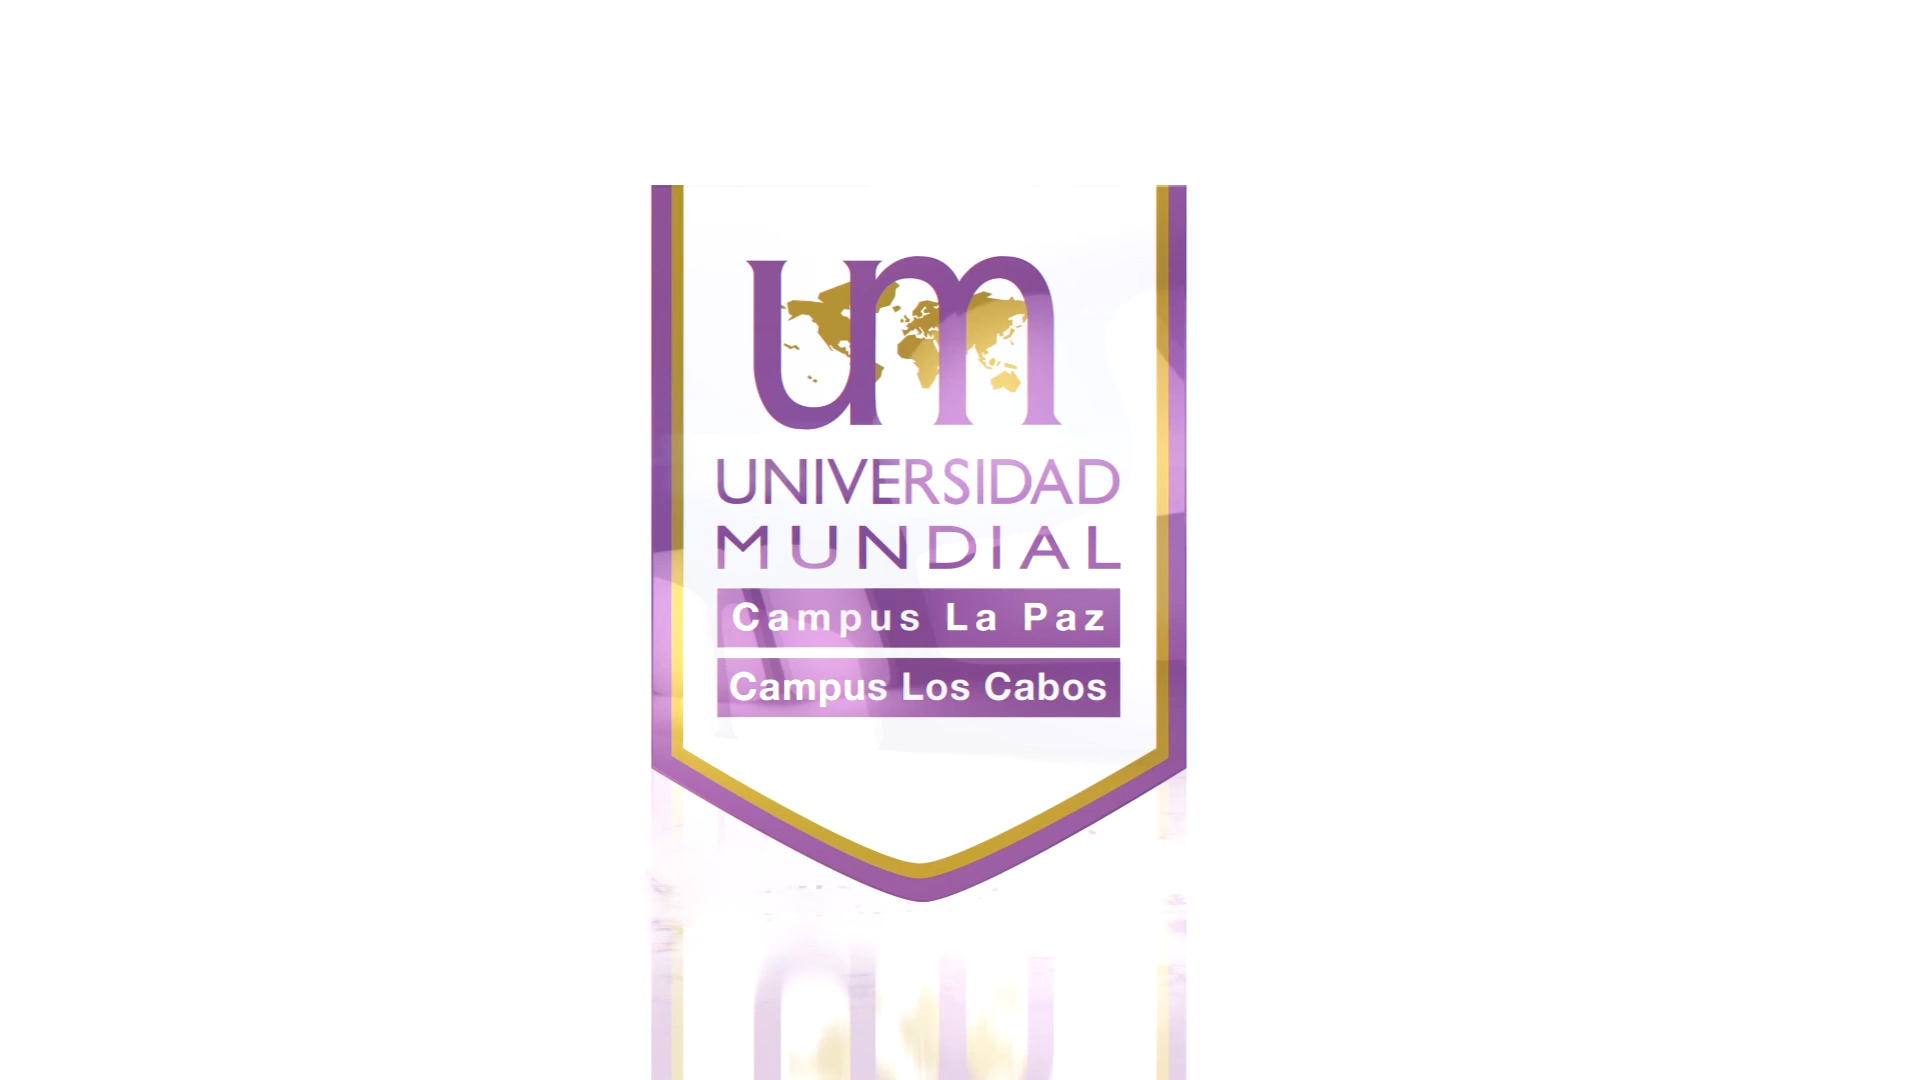 um
UNIVERSIDAD
MUNDIAL
Campus La Paz
Campus Los Cabos